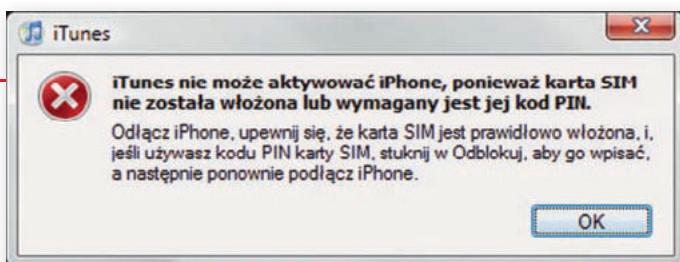 iTunes
iTunes nie może aktywować iPhone, ponieważ karta SIM
nie została włożona lub wymagany jest jej kod PIN.
Odłącz iPhone, upewnij się, że karta SIM jest prawidłowo włożona, i,
jeśli używasz kodu PIN karty SIM, stuknij w Odblokuj, aby go wpisać,
a następnie ponownie podłącz iPhone.
OK